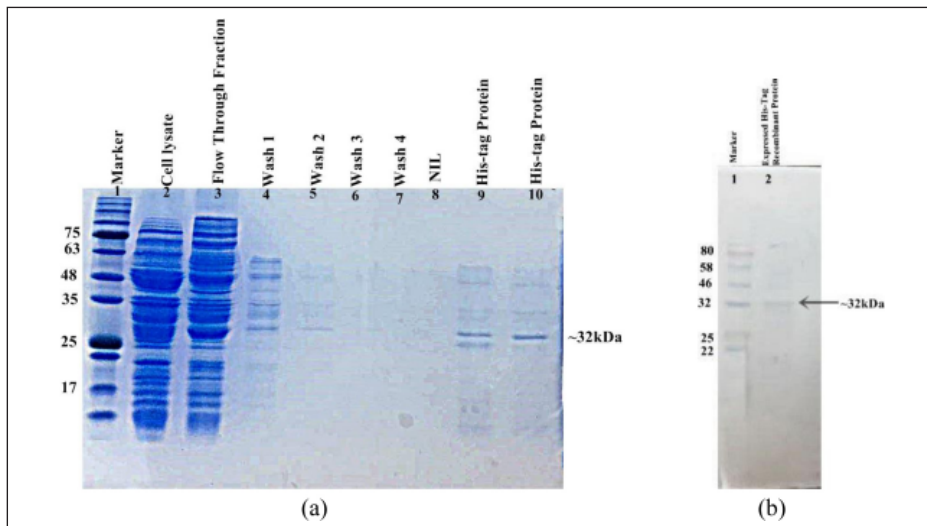 Marker
Cell lysate
Flow Through Fraction
Wash 1
Wash 2
Wash 3
Wash 4
NIL
His-tag Protein
His-tag Protein
1 2 3 4 5 6 7 8 9 10
75
63
48
35
25
17
~32kDa
(a)
Marker
Expressed His-Tag
Recombinant Protein
1 2
80
58
46
32
25
22
~32kDa
(b)